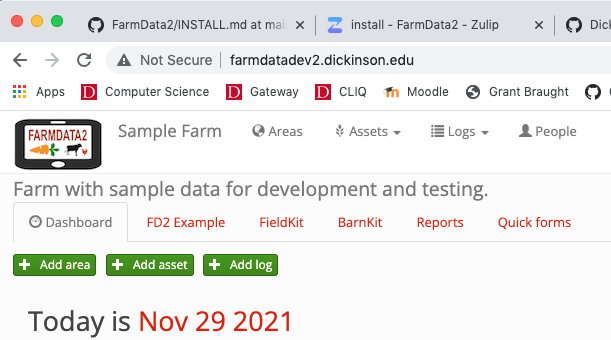 FarmData2/INSTALL.md at mai
install - FarmData2 - Zulip
Dic
Not Secure
farmdatadev2.dickinson.edu
Apps
D Computer Science
D Gateway
D CLIQ
Moodle
Grant Braught
C
FARMDATA2
Sample Farm
Areas
Assets
Logs
People
Farm with sample data for development and testing.
Dashboard
FD2 Example
FieldKit
BarnKit
Reports
Quick forms
Add area
Add asset
Add log
Today is Nov 29 2021